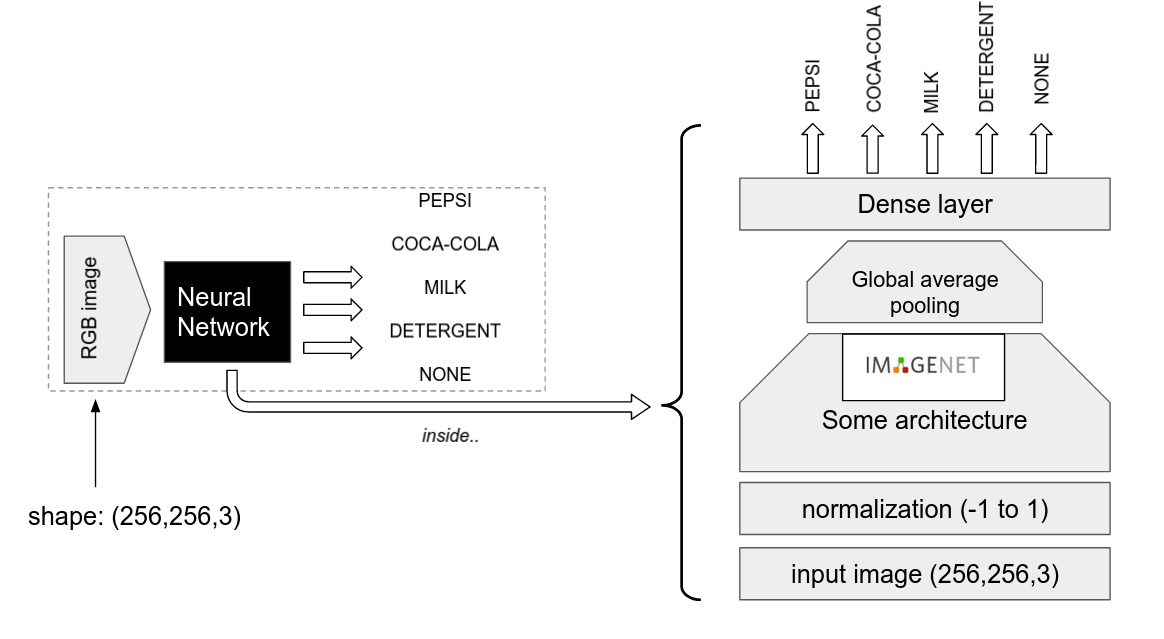 RGB image
Neural
Network
PEPSI
COCA-COLA
MILK
DETERGENT
NONE
inside..
shape: (256,256,3)
PEPSI
COCA-COLA
MILK
DETERGENT
NONE
Dense layer
Global average
pooling
IMAGENET
Some architecture
normalization (-1 to 1)
input image (256,256,3)